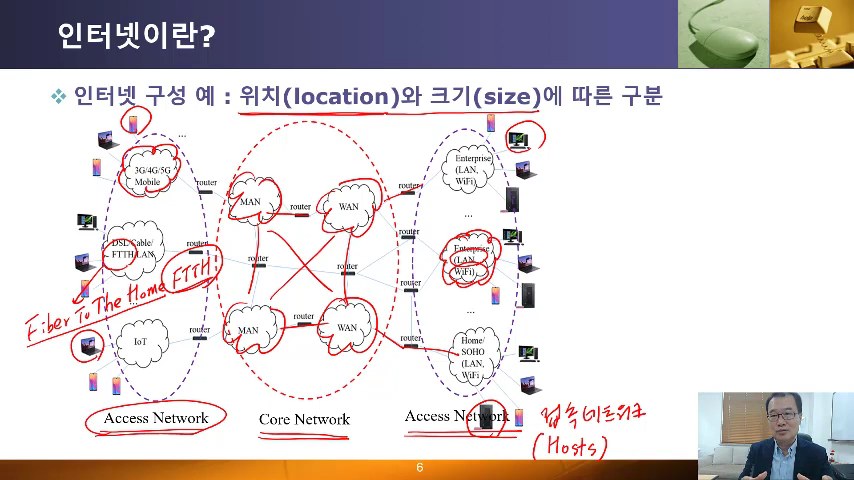 인터넷이란?
❖ 인터넷 구성 예 : 위치(location)와 크기(size)에 따른 구분
...
3G/4G/5G
Mobile
router
MAN
router
WAN
router
Enterprise
(LAN,
WiFi)
...
DSL/Cable/
FTTH/LAN
router
router
router
router
router
Enterprise
(LAN,
WiFi)
FTTH
Fiber To The Home
...
IoT
router
MAN
router
WAN
router
Home/
SOHO
(LAN,
WiFi
Access Network
Core Network
Access Network
접속네트워크
(Hosts)
6